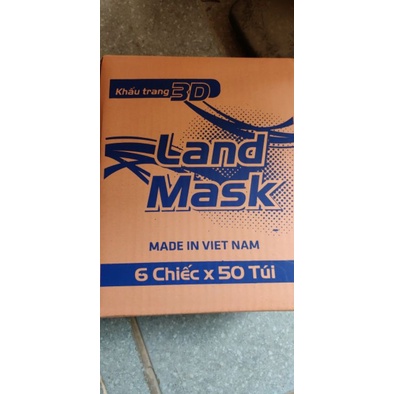 Khẩu trang 3D
Land
Mask
MADE IN VIET NAM
6 Chiếc x 50 Túi